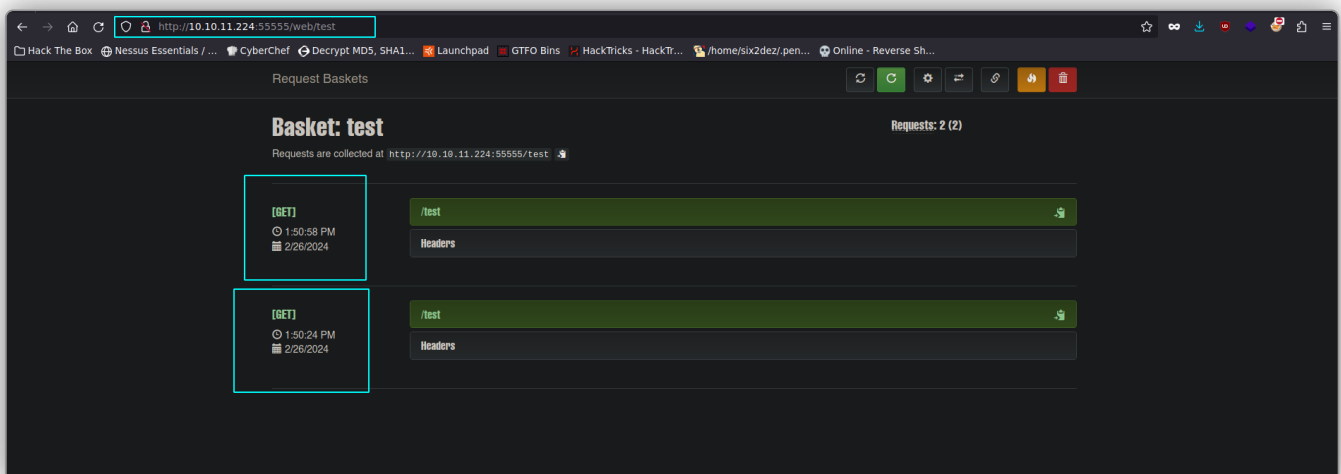 http://10.10.11.224:55555/web/test
Hack The Box Nessus Essentials / ... CyberChef Decrypt MD5, SHA1... Launchpad GTFO Bins HackTricks - HackTr... /home/six2dez/.pen... Online - Reverse Sh...
Request Baskets
Basket: test
Requests: 2 (2)
Requests are collected at http://10.10.11.224:55555/test
[GET]
/test
1:50:58 PM
2/26/2024
Headers
[GET]
/test
1:50:24 PM
2/26/2024
Headers